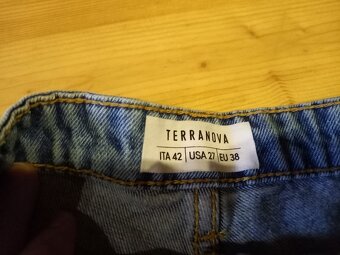 TERRANOVA
ITA 42 | USA 27 | EU 38